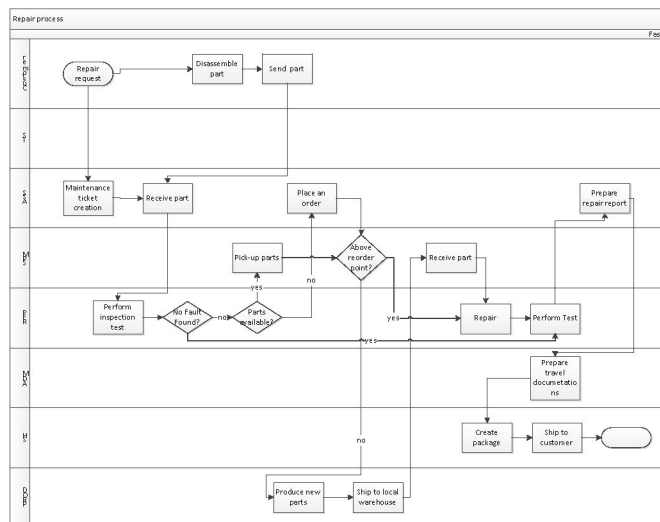 Repair process
Fas
Repair
request
Disassemble
part
Send part
Maintenance
ticket
creation
Receive part
Place an
order
Prepare
repair report
Pick-up parts
Above
reorder
point?
Receive part
yes
no
Perform
inspection
test
No Fault
Found?
no
Parts
available?
yes
Repair
Perform Test
yes
Prepare
travel
documetatio
ns
Create
package
Ship to
customer
no
Produce new
parts
Ship to local
warehouse